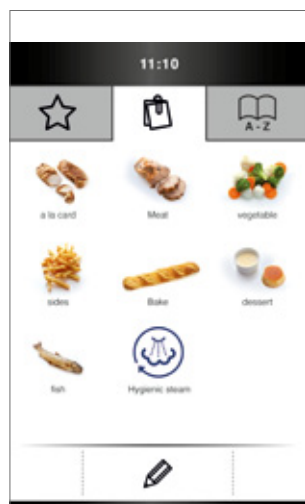 11:10
A-Z
a la card
Meat
vegetable
sides
Bake
dessert
fish
Hygienic steam